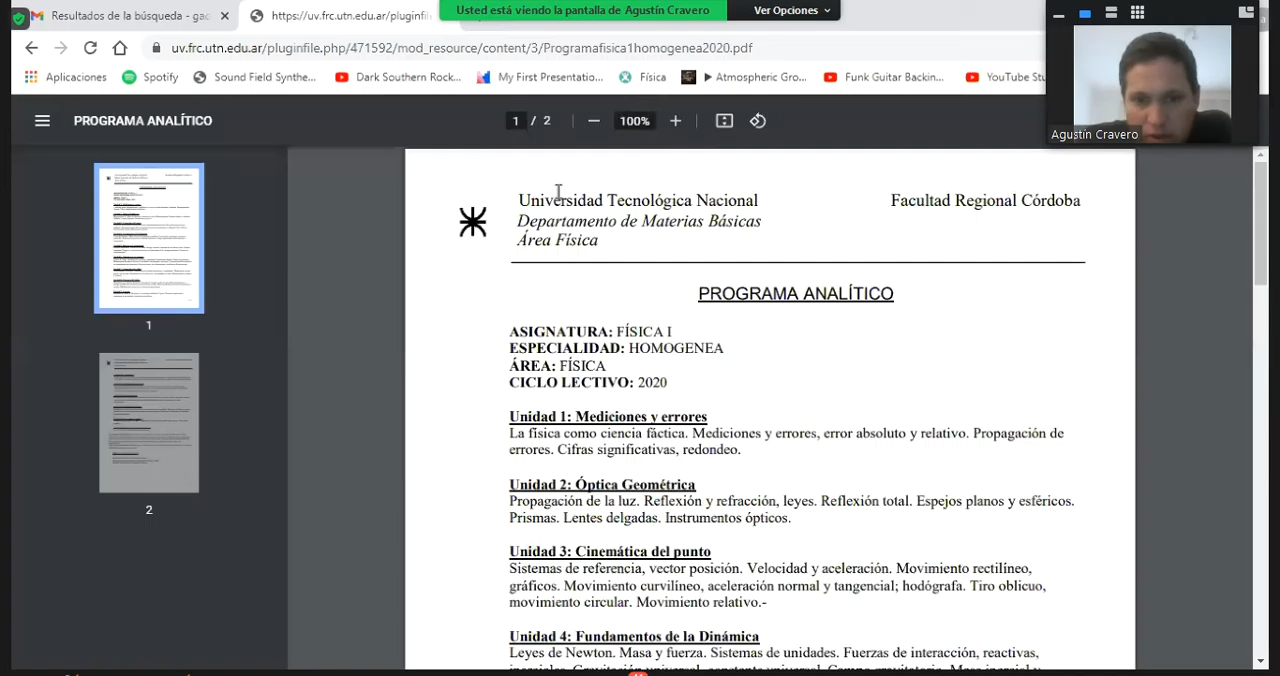 Resultados de la búsqueda - ga
https://uv.frc.utn.edu.ar/pluginfi
Usted está viendo la pantalla de Agustín Cravero
Ver Opciones
uv.frc.utn.edu.ar/pluginfile.php/471592/mod_resource/content/3/Programafisica1homogenea2020.pdf
Aplicaciones
Spotify
Sound Field Synthe...
Dark Southern Rock...
My First Presentatio...
Física
► Atmospheric Gro...
Funk Guitar Backin...
YouTube Stu
Agustín Cravero
PROGRAMA ANALÍTICO
1 / 2
100%
1
2
Universidad Tecnológica Nacional
Facultad Regional Córdoba
Departamento de Materias Básicas
Área Física
PROGRAMA ANALÍTICO
ASIGNATURA: FÍSICA I
ESPECIALIDAD: HOMOGENEA
ÁREA: FÍSICA
CICLO LECTIVO: 2020
Unidad 1: Mediciones y errores
La física como ciencia fáctica. Mediciones y errores, error absoluto y relativo. Propagación de
errores. Cifras significativas, redondeo.
Unidad 2: Óptica Geométrica
Propagación de la luz. Reflexión y refracción, leyes. Reflexión total. Espejos planos y esféricos.
Prismas. Lentes delgadas. Instrumentos ópticos.
Unidad 3: Cinemática del punto
Sistemas de referencia, vector posición. Velocidad y aceleración. Movimiento rectilíneo,
gráficos. Movimiento curvilíneo, aceleración normal y tangencial; hodógrafa. Tiro oblicuo,
movimiento circular. Movimiento relativo.-
Unidad 4: Fundamentos de la Dinámica
Leyes de Newton. Masa y fuerza. Sistemas de unidades. Fuerzas de interacción, reactivas,